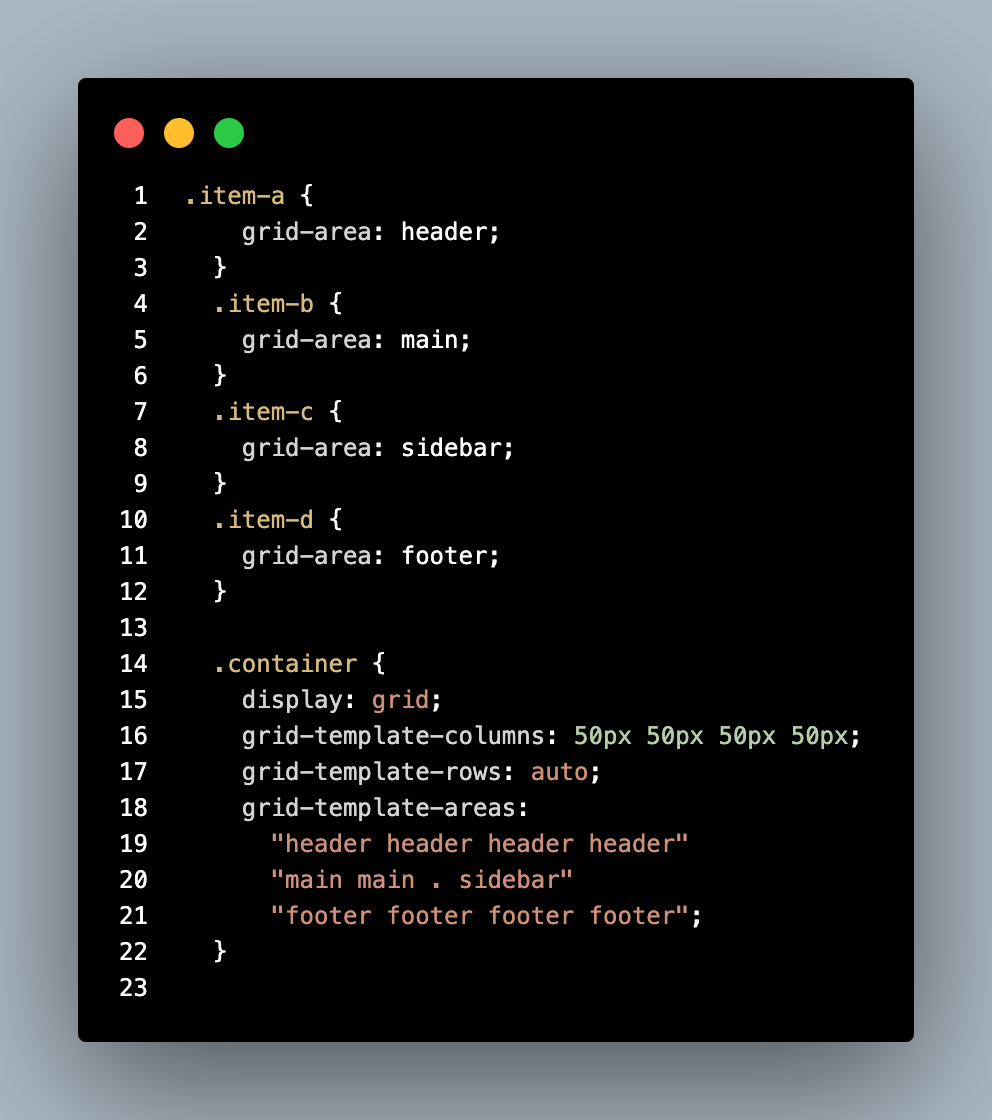 1 .item-a {
2     grid-area: header;
3   }
4   .item-b {
5     grid-area: main;
6   }
7   .item-c {
8     grid-area: sidebar;
9   }
10   .item-d {
11     grid-area: footer;
12   }
13
14   .container {
15     display: grid;
16     grid-template-columns: 50px 50px 50px 50px;
17     grid-template-rows: auto;
18     grid-template-areas:
19       "header header header header"
20       "main main . sidebar"
21       "footer footer footer footer";
22   }
23